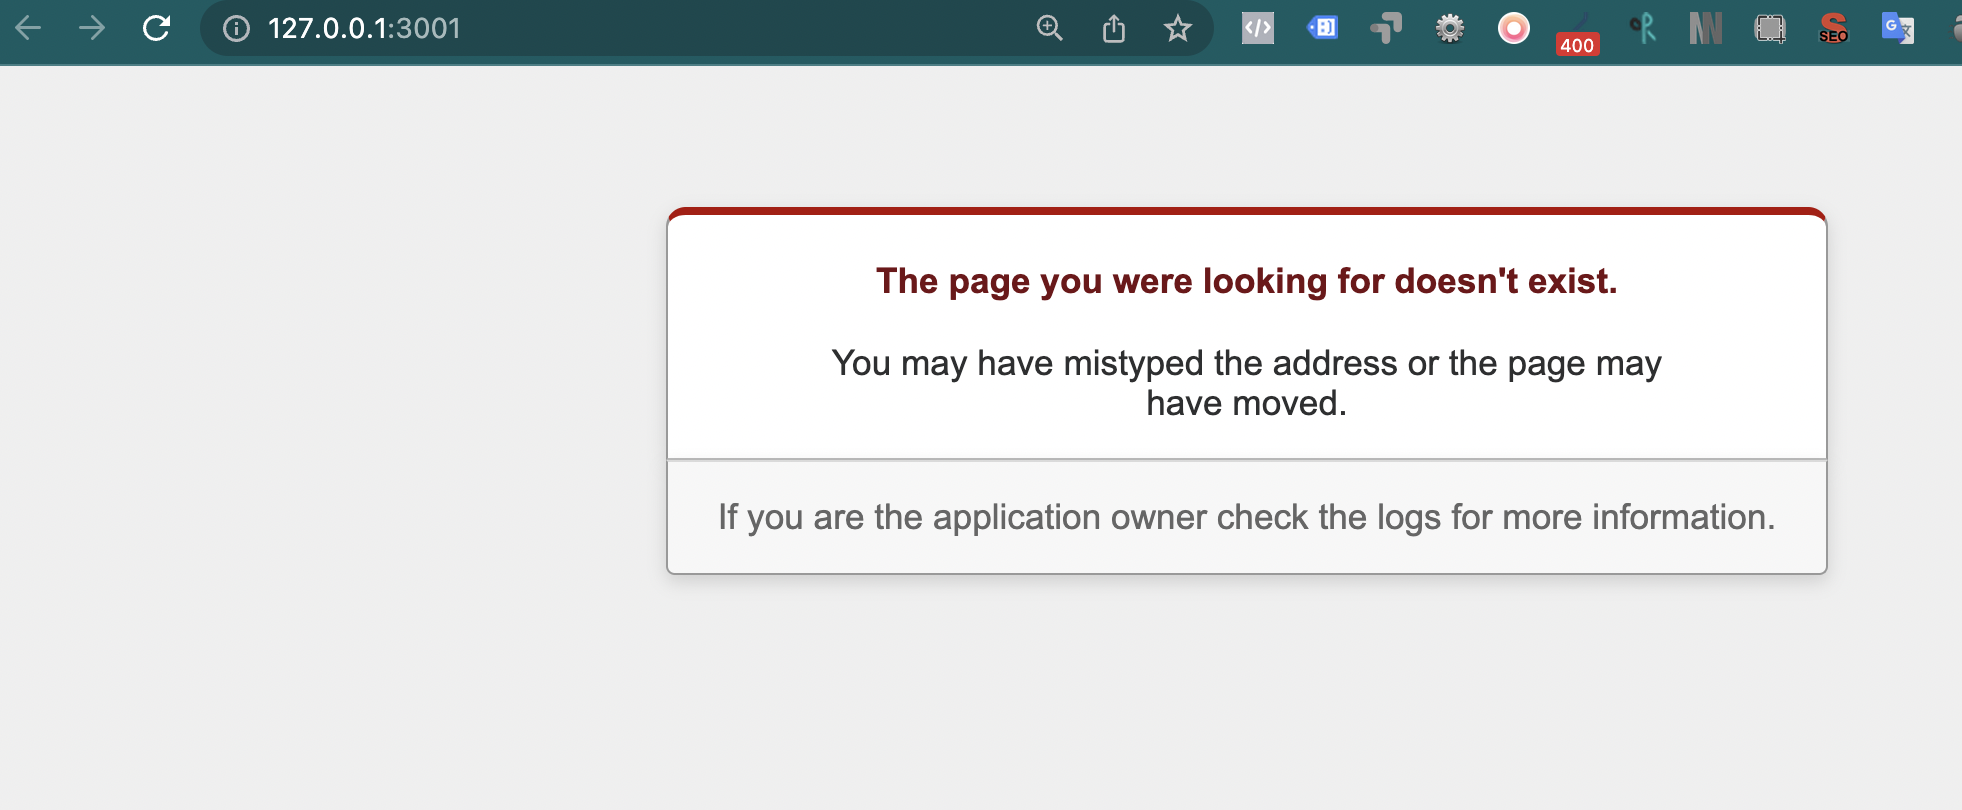 127.0.0.1:3001
400
SEO
G
The page you were looking for doesn't exist.
You may have mistyped the address or the page may
have moved.
If you are the application owner check the logs for more information.